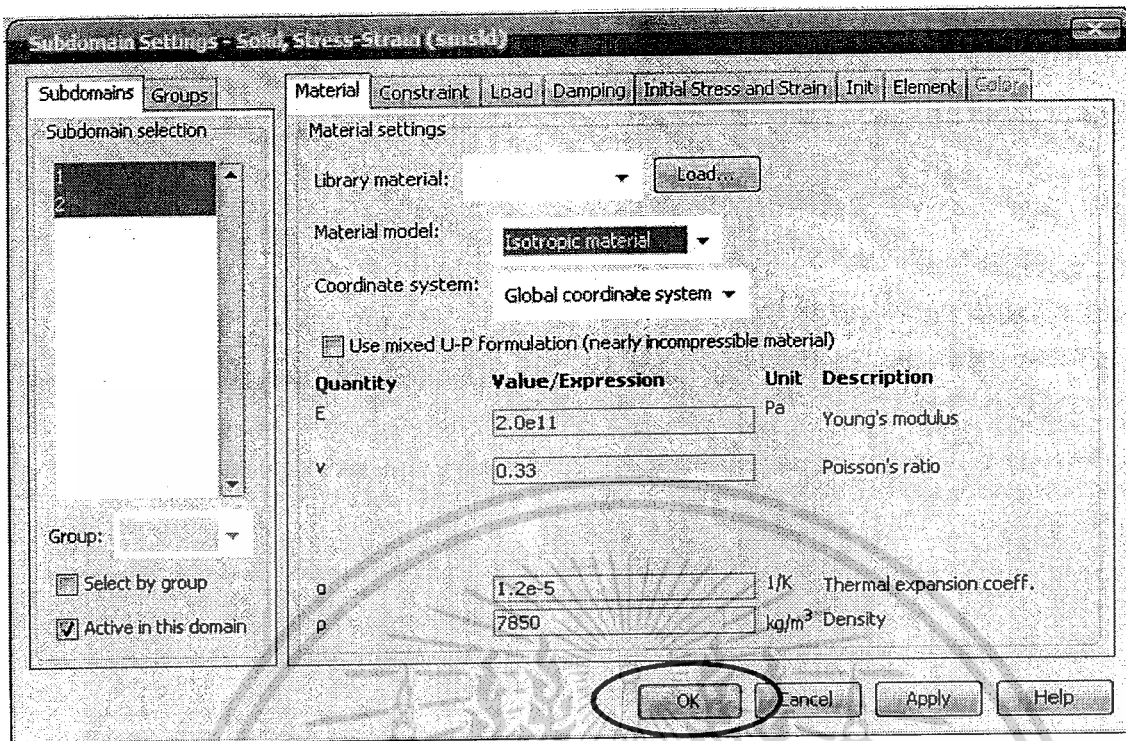 Subdomain Settings - Solid, Stress-Strain (smsld)
Subdomains Groups
Subdomain selection
1
2
Group:
Select by group
Active in this domain
Material Constraint Load Damping Initial Stress and Strain Init Element Color
Material settings
Library material: Load...
Material model: Isotropic material
Coordinate system: Global coordinate system
Use mixed U-P formulation (nearly incompressible material)
Quantity Value/Expression Unit Description
E 2.0e11 Pa Young's modulus
ν 0.33 Poisson's ratio
α 1.2e-5 1/K Thermal expansion coeff.
ρ 7850 kg/m³ Density
OK Cancel Apply Help